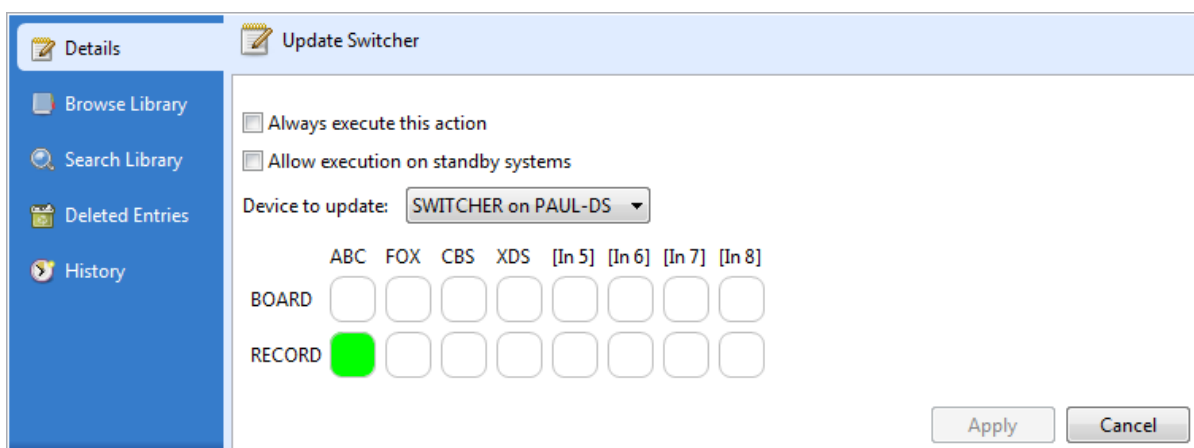 Details
Browse Library
Search Library
Deleted Entries
History
Update Switcher
Always execute this action
Allow execution on standby systems
Device to update: SWITCHER on PAUL-DS
ABC FOX CBS XDS [In 5] [In 6] [In 7] [In 8]
BOARD
RECORD
Apply Cancel